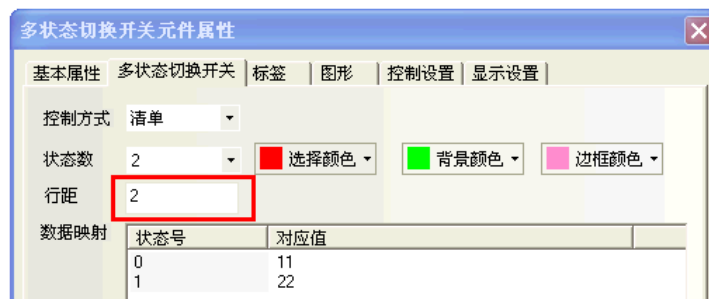 多状态切换开关元件属性
基本属性 多状态切换开关 标签 图形 控制设置 显示设置
控制方式 清单
状态数 2 选择颜色 背景颜色 边框颜色
行距 2
数据映射 状态号 对应值
0 11
1 22